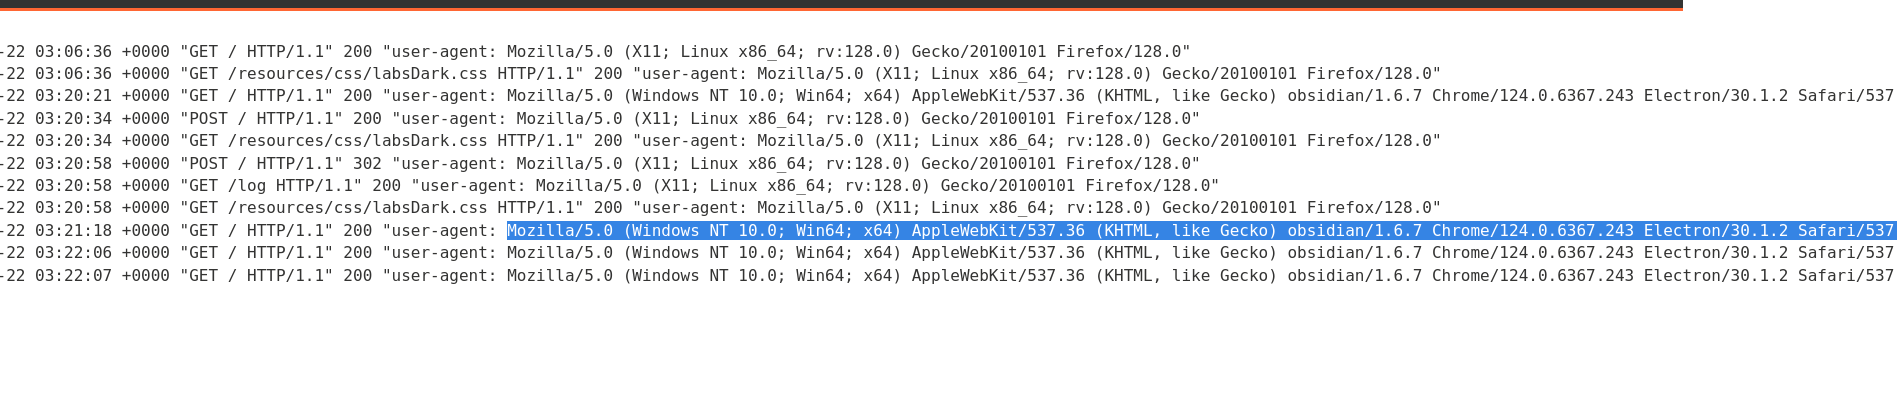 -22 03:06:36 +0000 "GET / HTTP/1.1" 200 "user-agent: Mozilla/5.0 (X11; Linux x86_64; rv:128.0) Gecko/20100101 Firefox/128.0"
-22 03:06:36 +0000 "GET /resources/css/labsDark.css HTTP/1.1" 200 "user-agent: Mozilla/5.0 (X11; Linux x86_64; rv:128.0) Gecko/20100101 Firefox/128.0"
-22 03:20:21 +0000 "GET / HTTP/1.1" 200 "user-agent: Mozilla/5.0 (Windows NT 10.0; Win64; x64) AppleWebKit/537.36 (KHTML, like Gecko) obsidian/1.6.7 Chrome/124.0.6367.243 Electron/30.1.2 Safari/537
-22 03:20:34 +0000 "POST / HTTP/1.1" 200 "user-agent: Mozilla/5.0 (X11; Linux x86_64; rv:128.0) Gecko/20100101 Firefox/128.0"
-22 03:20:34 +0000 "GET /resources/css/labsDark.css HTTP/1.1" 200 "user-agent: Mozilla/5.0 (X11; Linux x86_64; rv:128.0) Gecko/20100101 Firefox/128.0"
-22 03:20:58 +0000 "POST / HTTP/1.1" 302 "user-agent: Mozilla/5.0 (X11; Linux x86_64; rv:128.0) Gecko/20100101 Firefox/128.0"
-22 03:20:58 +0000 "GET /log HTTP/1.1" 200 "user-agent: Mozilla/5.0 (X11; Linux x86_64; rv:128.0) Gecko/20100101 Firefox/128.0"
-22 03:20:58 +0000 "GET /resources/css/labsDark.css HTTP/1.1" 200 "user-agent: Mozilla/5.0 (X11; Linux x86_64; rv:128.0) Gecko/20100101 Firefox/128.0"
-22 03:21:18 +0000 "GET / HTTP/1.1" 200 "user-agent: Mozilla/5.0 (Windows NT 10.0; Win64; x64) AppleWebKit/537.36 (KHTML, like Gecko) obsidian/1.6.7 Chrome/124.0.6367.243 Electron/30.1.2 Safari/537
-22 03:22:06 +0000 "GET / HTTP/1.1" 200 "user-agent: Mozilla/5.0 (Windows NT 10.0; Win64; x64) AppleWebKit/537.36 (KHTML, like Gecko) obsidian/1.6.7 Chrome/124.0.6367.243 Electron/30.1.2 Safari/537
-22 03:22:07 +0000 "GET / HTTP/1.1" 200 "user-agent: Mozilla/5.0 (Windows NT 10.0; Win64; x64) AppleWebKit/537.36 (KHTML, like Gecko) obsidian/1.6.7 Chrome/124.0.6367.243 Electron/30.1.2 Safari/537